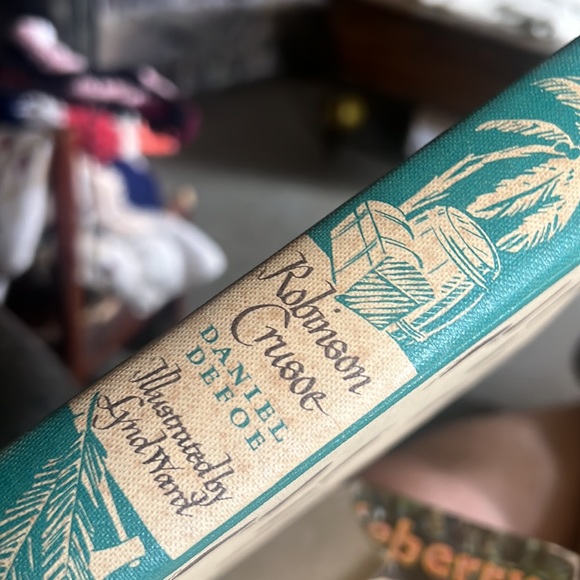 Robinson
Crusoe
DANIEL
DEFOE
Illustrated by
Lynd Ward